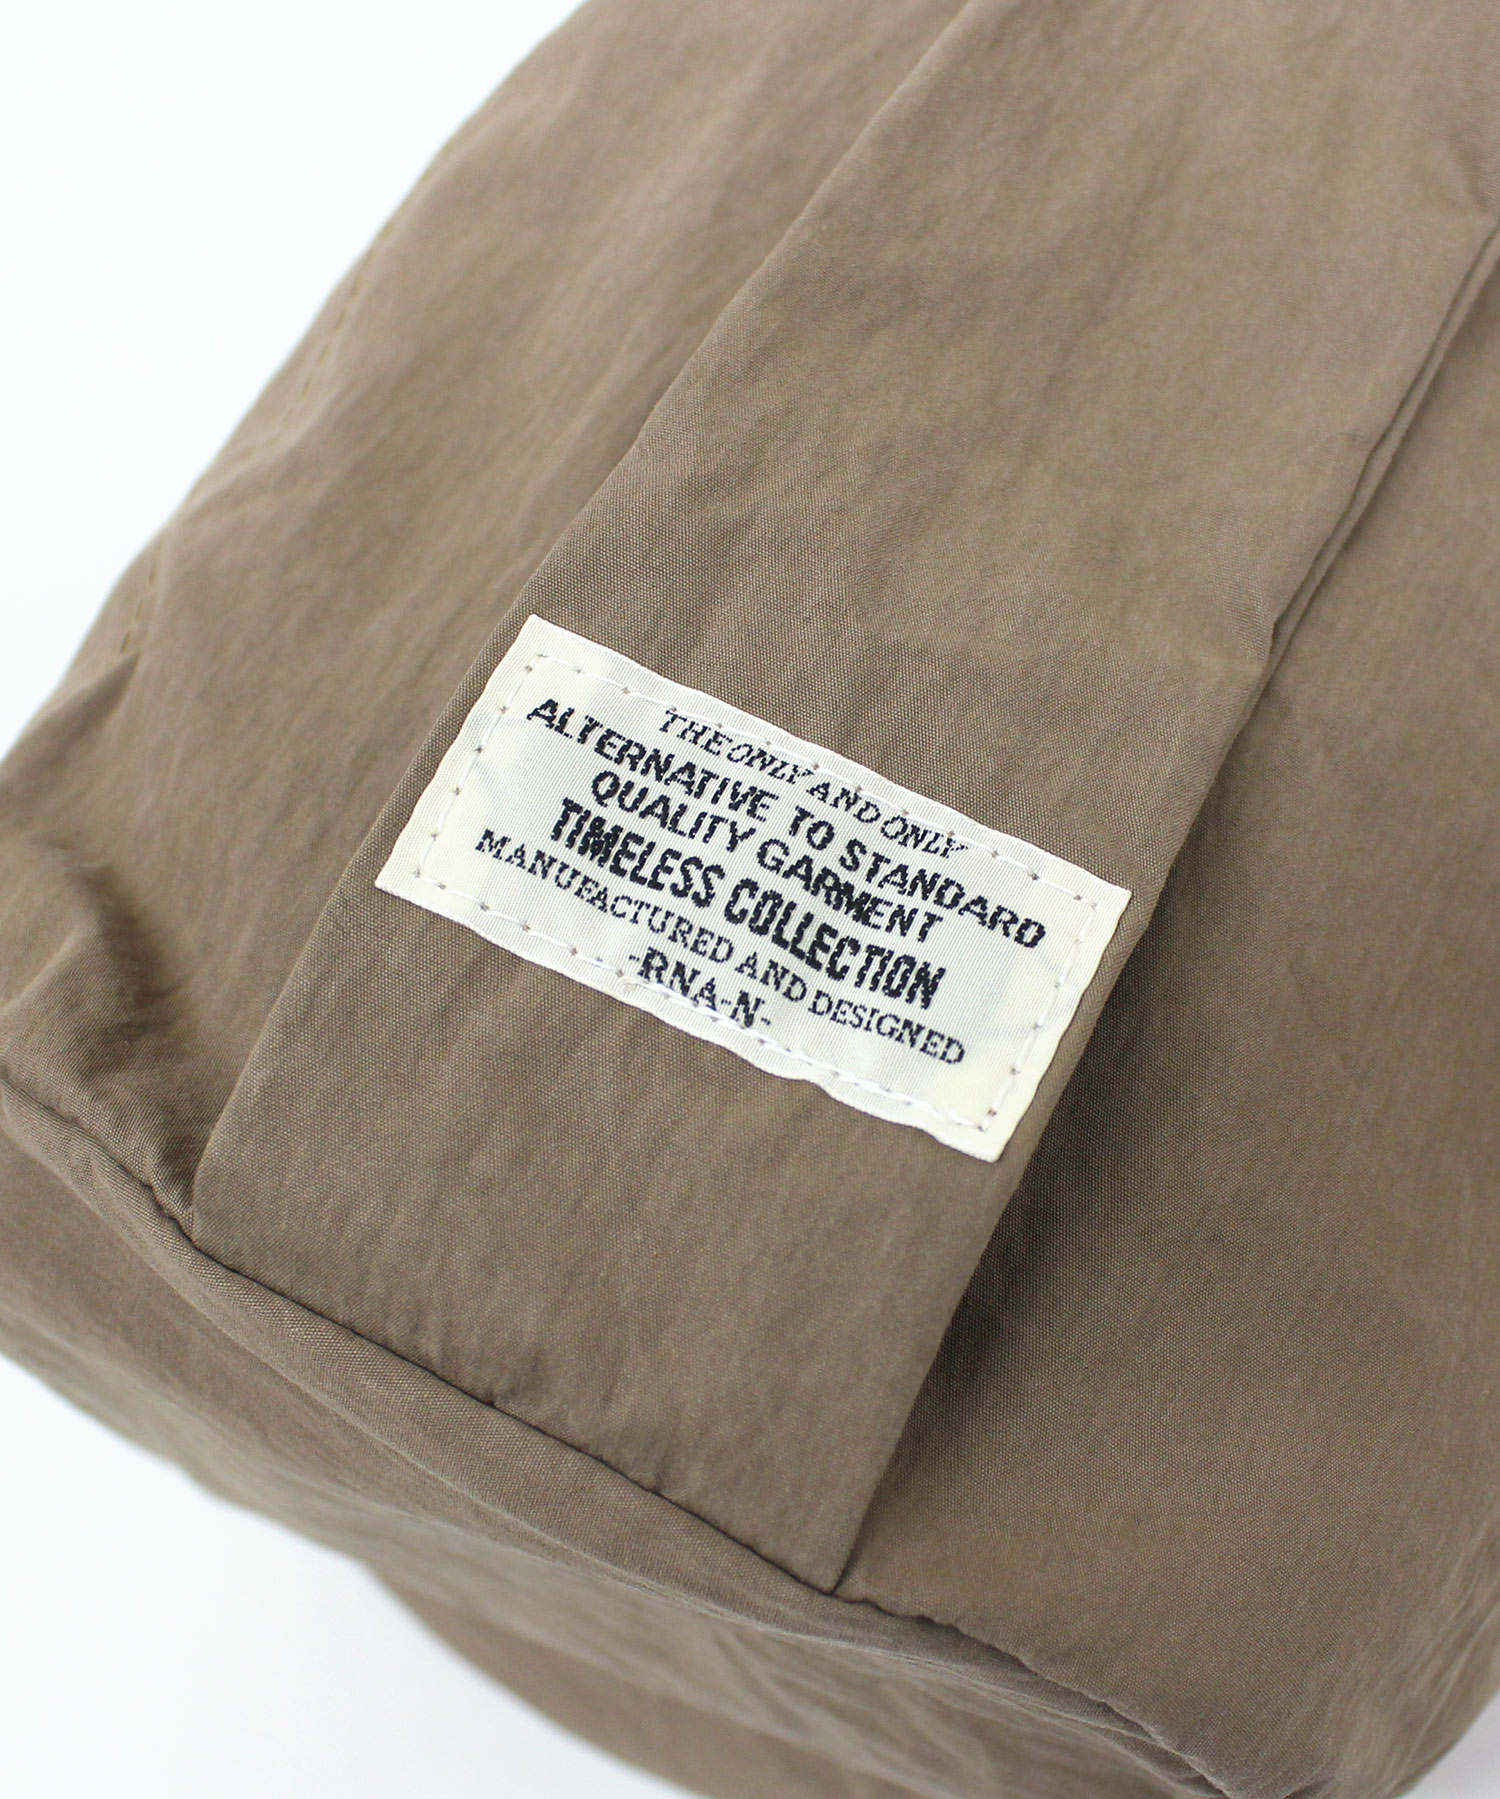 THE ONLY AND ONLY
ALTERNATIVE TO STANDARD
QUALITY GARMENT
TIMELESS COLLECTION
MANUFACTURED AND DESIGNED
-RNA-N-